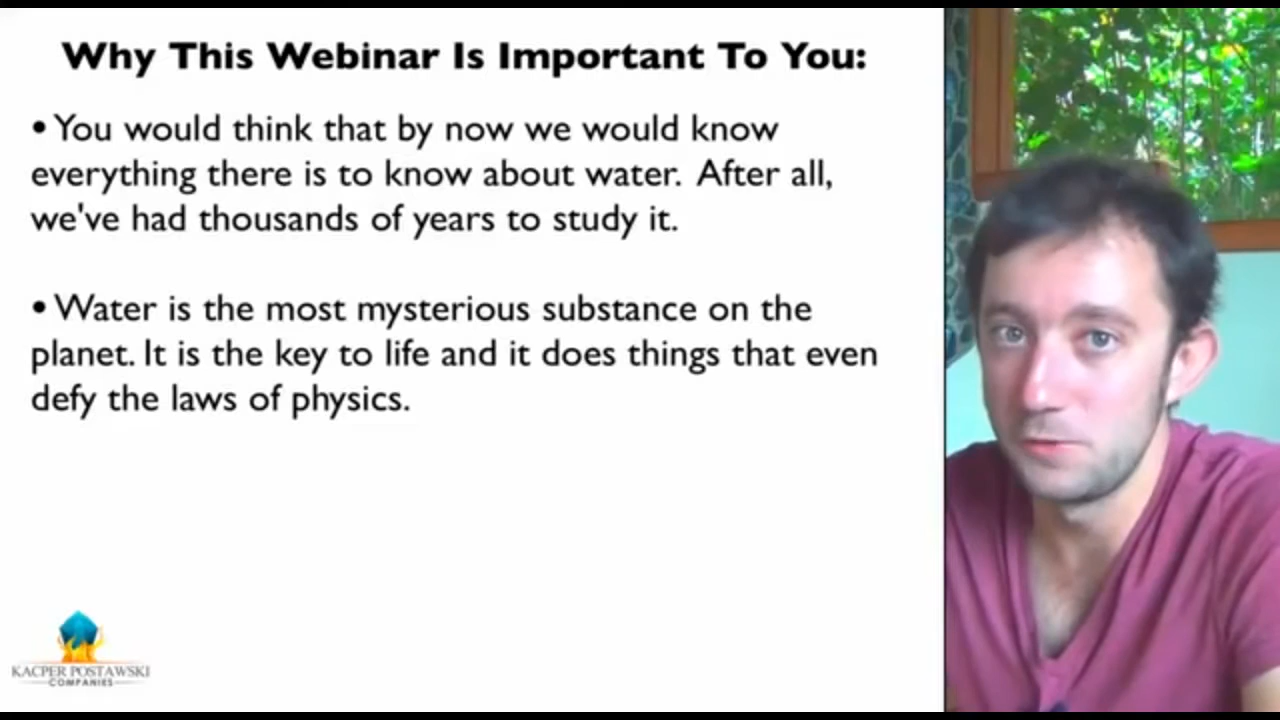 Why This Webinar Is Important To You:
• You would think that by now we would know
everything there is to know about water. After all,
we've had thousands of years to study it.
• Water is the most mysterious substance on the
planet. It is the key to life and it does things that even
defy the laws of physics.
KACPER POSTAWSKI
COMPANIES